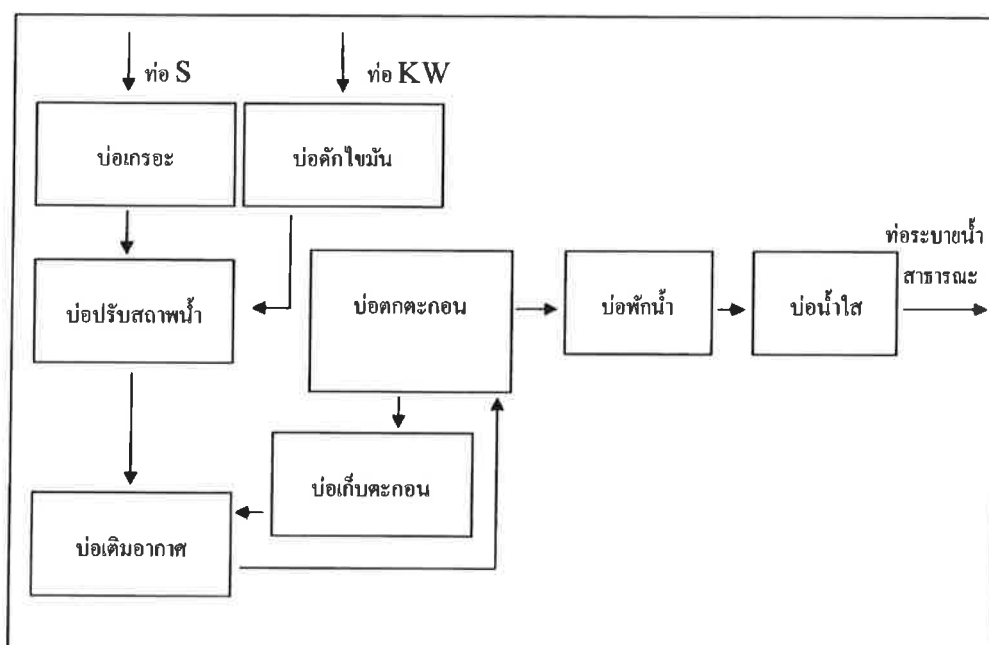 ท่อ S
ท่อ KW
บ่อเกรอะ
บ่อดักไขมัน
บ่อปรับสถาพน้ำ
บ่อตกตะกอน
บ่อพักน้ำ
บ่อน้ำใส
ท่อระบายน้ำ
สาธารณะ
บ่อเก็บตะกอน
บ่อเติมอากาศ